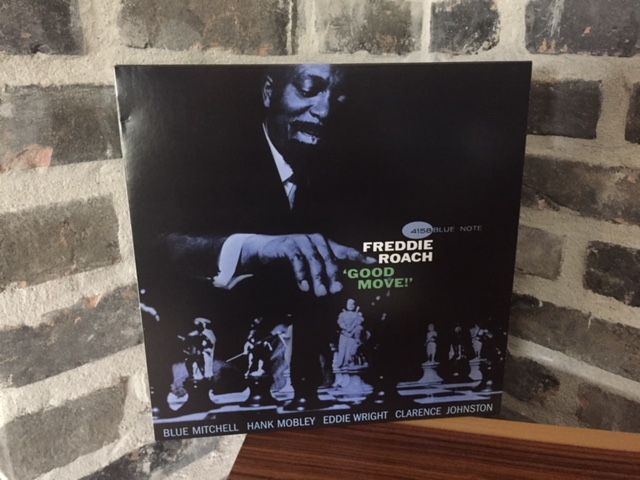 4158 BLUE NOTE
FREDDIE
ROACH
'GOOD
MOVE!'
BLUE MITCHELL HANK MOBLEY EDDIE WRIGHT CLARENCE JOHNSTON